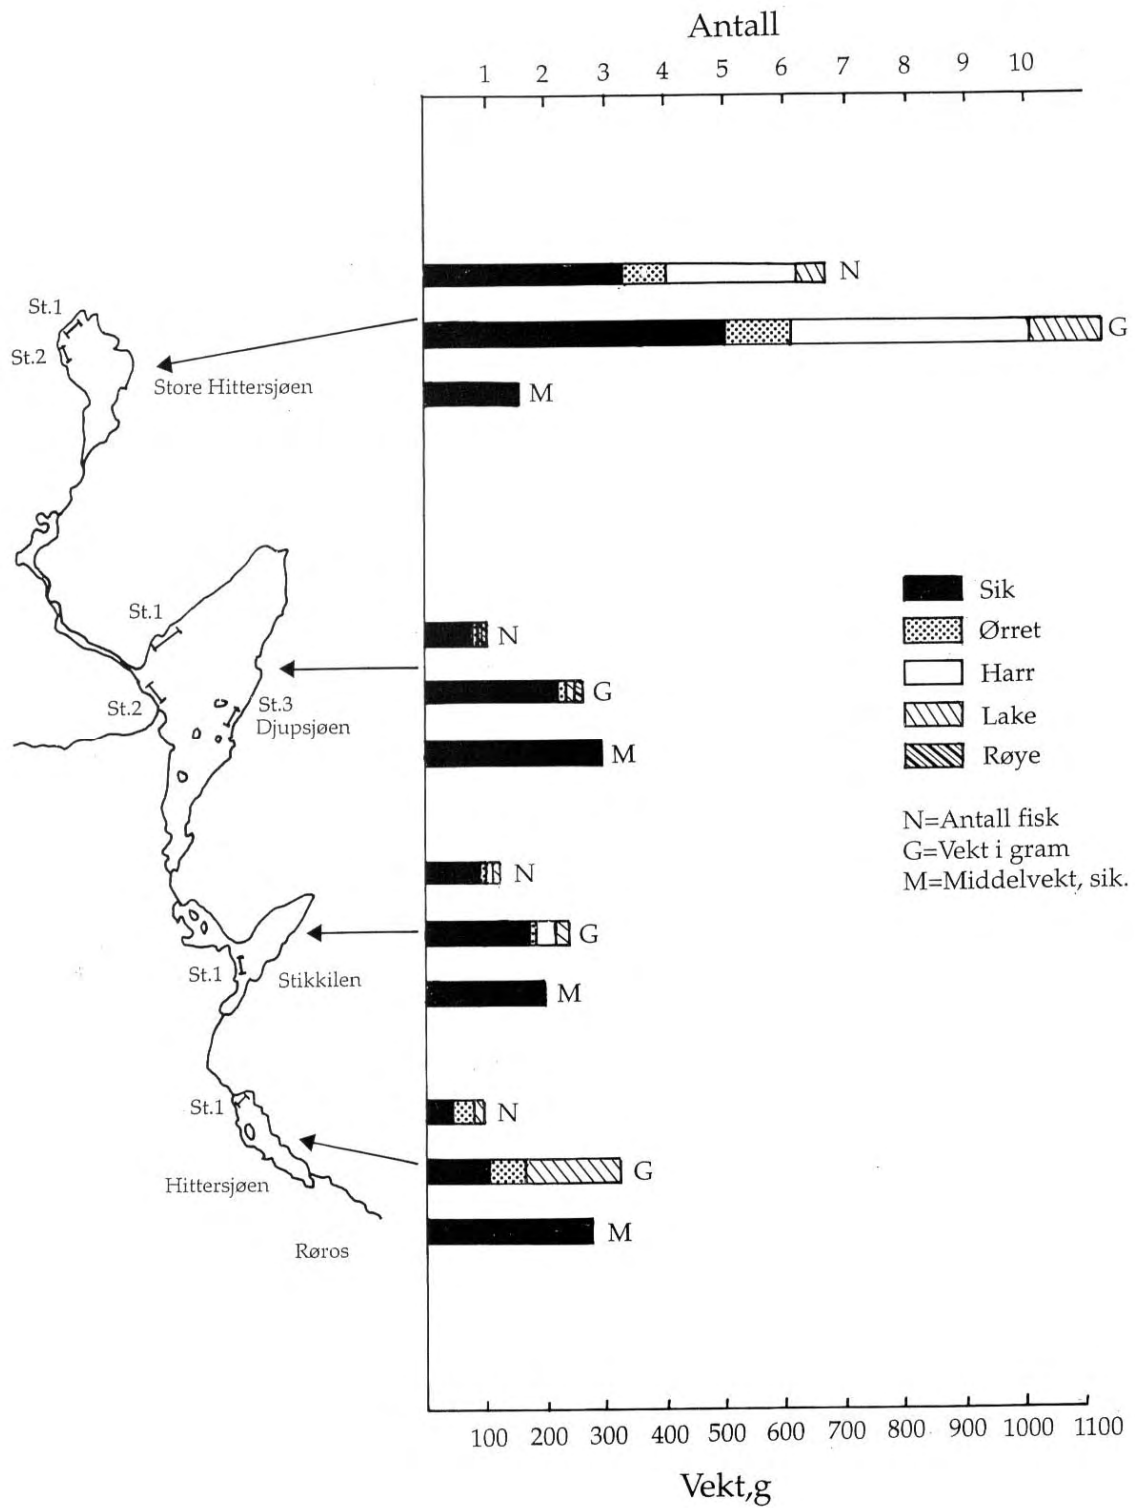 Antall
1 2 3 4 5 6 7 8 9 10
N
G
M
St.1
St.2
Store Hittersjøen
N
G
M
St.1
St.2
St.3
Djupsjøen
Sik
Ørret
Harr
Lake
Røye
N=Antall fisk
G=Vekt i gram
M=Middelvekt, sik.
N
G
M
St.1
Stikkilen
N
G
M
St.1
Hittersjøen
Røros
100 200 300 400 500 600 700 800 900 1000 1100
Vekt,g